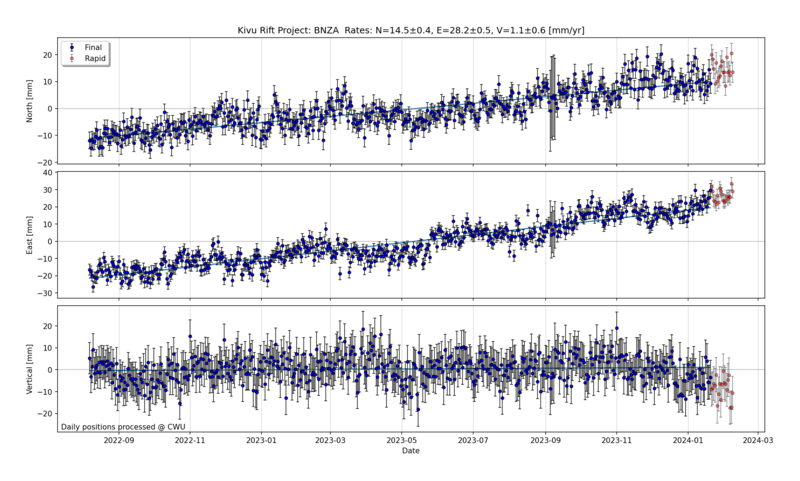 Kivu Rift Project: BNZA Rates: N=14.5±0.4, E=28.2±0.5, V=1.1±0.6 [mm/yr]
Final
Rapid
North [mm]
20
10
0
−10
−20
East [mm]
40
30
20
10
0
−10
−20
−30
Vertical [mm]
20
10
0
−10
−20
Daily positions processed @ CWU
2022-09 2022-11 2023-01 2023-03 2023-05 2023-07 2023-09 2023-11 2024-01 2024-03
Date